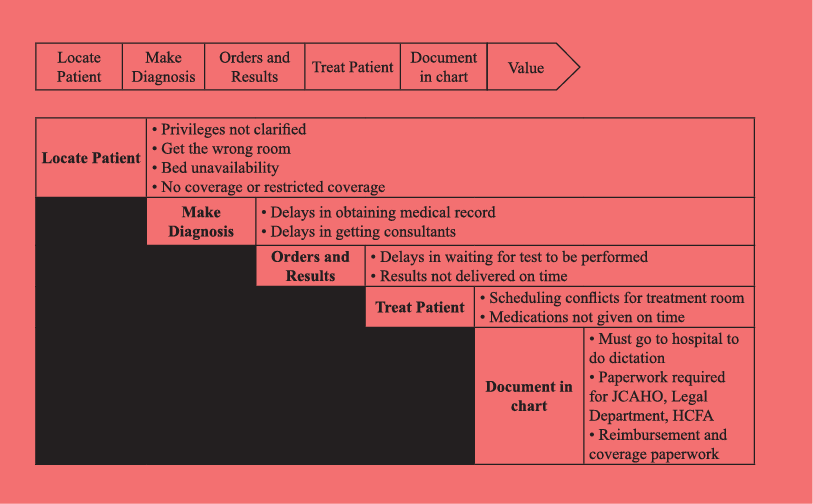 Locate
Patient
Make
Diagnosis
Orders and
Results
Treat Patient
Document
in chart
Value
Locate Patient
• Privileges not clarified
• Get the wrong room
• Bed unavailability
• No coverage or restricted coverage
Make
Diagnosis
• Delays in obtaining medical record
• Delays in getting consultants
Orders and
Results
• Delays in waiting for test to be performed
• Results not delivered on time
Treat Patient
• Scheduling conflicts for treatment room
• Medications not given on time
Document in
chart
• Must go to hospital to
do dictation
• Paperwork required
for JCAHO, Legal
Department, HCFA
• Reimbursement and
coverage paperwork